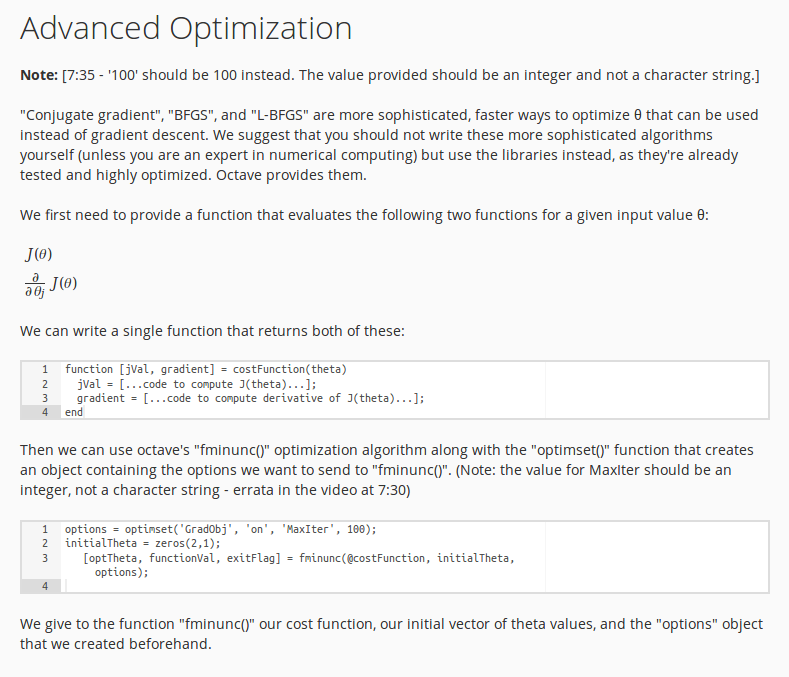 Advanced Optimization
Note: [7:35 - '100' should be 100 instead. The value provided should be an integer and not a character string.]
"Conjugate gradient", "BFGS", and "L-BFGS" are more sophisticated, faster ways to optimize θ that can be used
instead of gradient descent. We suggest that you should not write these more sophisticated algorithms
yourself (unless you are an expert in numerical computing) but use the libraries instead, as they're already
tested and highly optimized. Octave provides them.
We first need to provide a function that evaluates the following two functions for a given input value θ:
J(θ)
∂/∂θj J(θ)
We can write a single function that returns both of these:
1 function [jVal, gradient] = costFunction(theta)
2   jVal = [...code to compute J(theta)...];
3   gradient = [...code to compute derivative of J(theta)...];
4 end
Then we can use octave's "fminunc()" optimization algorithm along with the "optimset()" function that creates
an object containing the options we want to send to "fminunc()". (Note: the value for MaxIter should be an
integer, not a character string - errata in the video at 7:30)
1 options = optimset('GradObj', 'on', 'MaxIter', 100);
2 initialTheta = zeros(2,1);
3    [optTheta, functionVal, exitFlag] = fminunc(@costFunction, initialTheta,
options);
4
We give to the function "fminunc()" our cost function, our initial vector of theta values, and the "options" object
that we created beforehand.